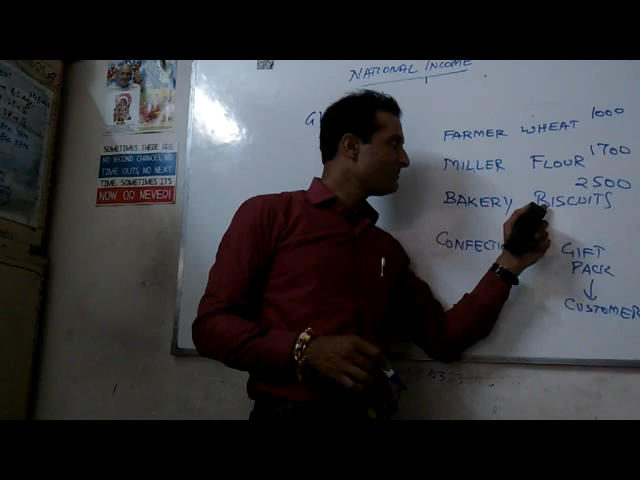 NATIONAL INCOME
FARMER WHEAT 1000
MILLER FLOUR 1700
BAKERY BISCUITS 2500
GIFT
PACK
↓
CUSTOMER
SOMETIMES THERE ARE
NO SECOND CHANCES, NO
TIME OUTS, NO NEXT
TIME. SOMETIMES IT'S
NOW OR NEVER!